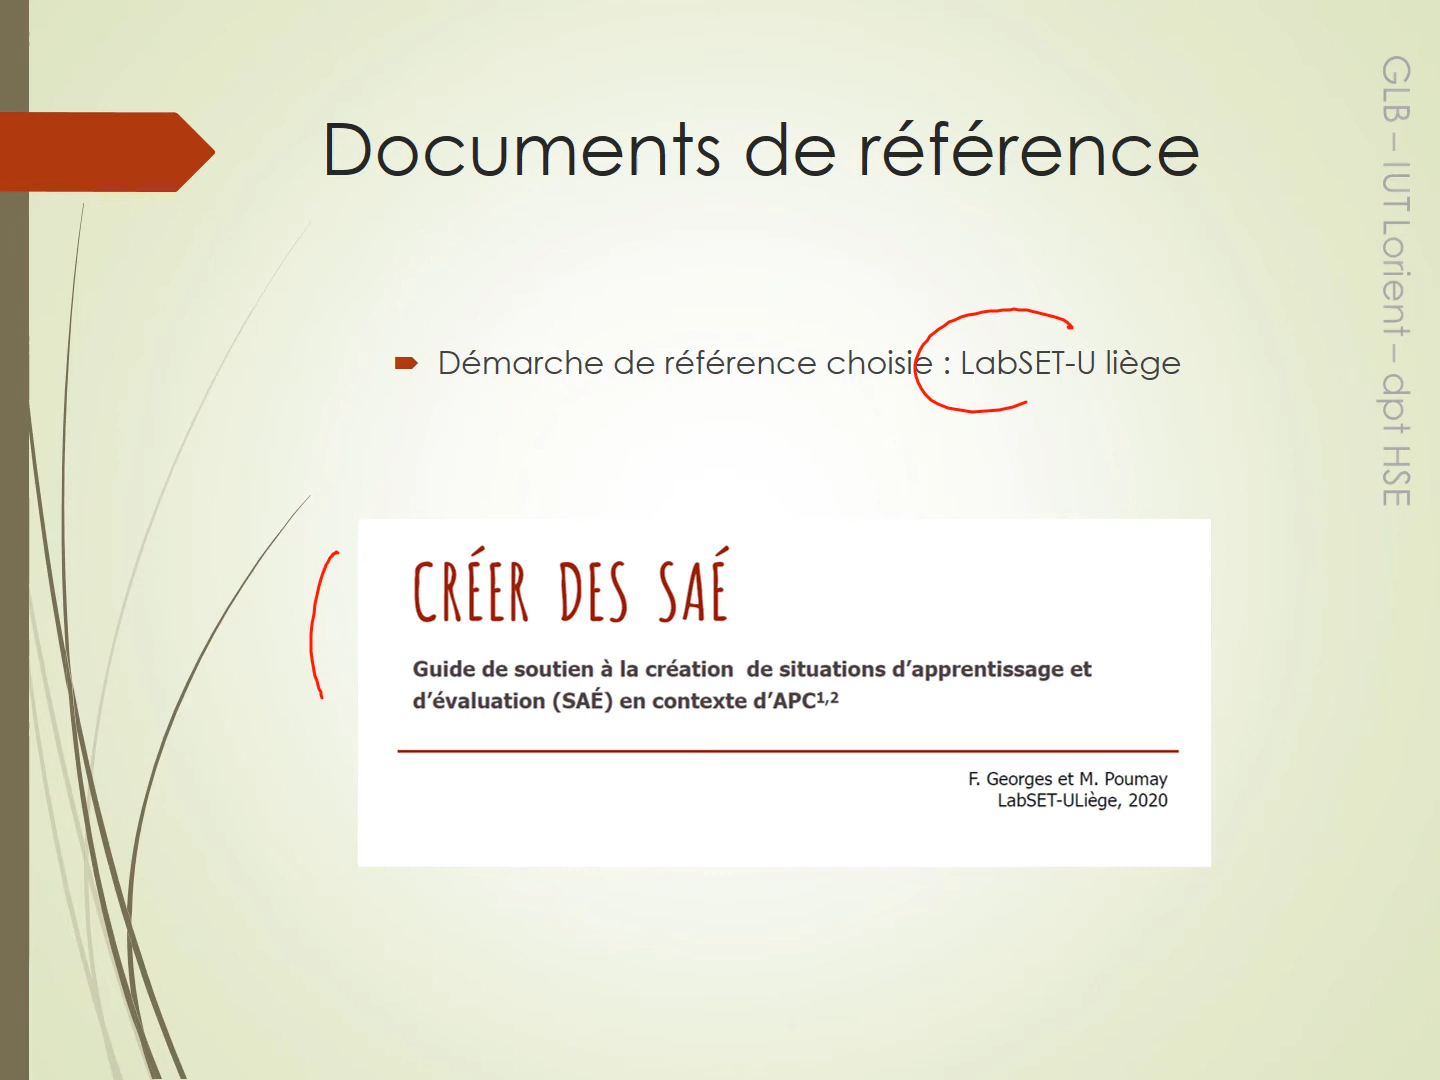 Documents de référence
Démarche de référence choisie : LabSET-U liège
CRÉER DES SAÉ
Guide de soutien à la création de situations d’apprentissage et
d’évaluation (SAÉ) en contexte d’APC1,2
F. Georges et M. Poumay
LabSET-ULiège, 2020
GLB – IUT Lorient – dpt HSE